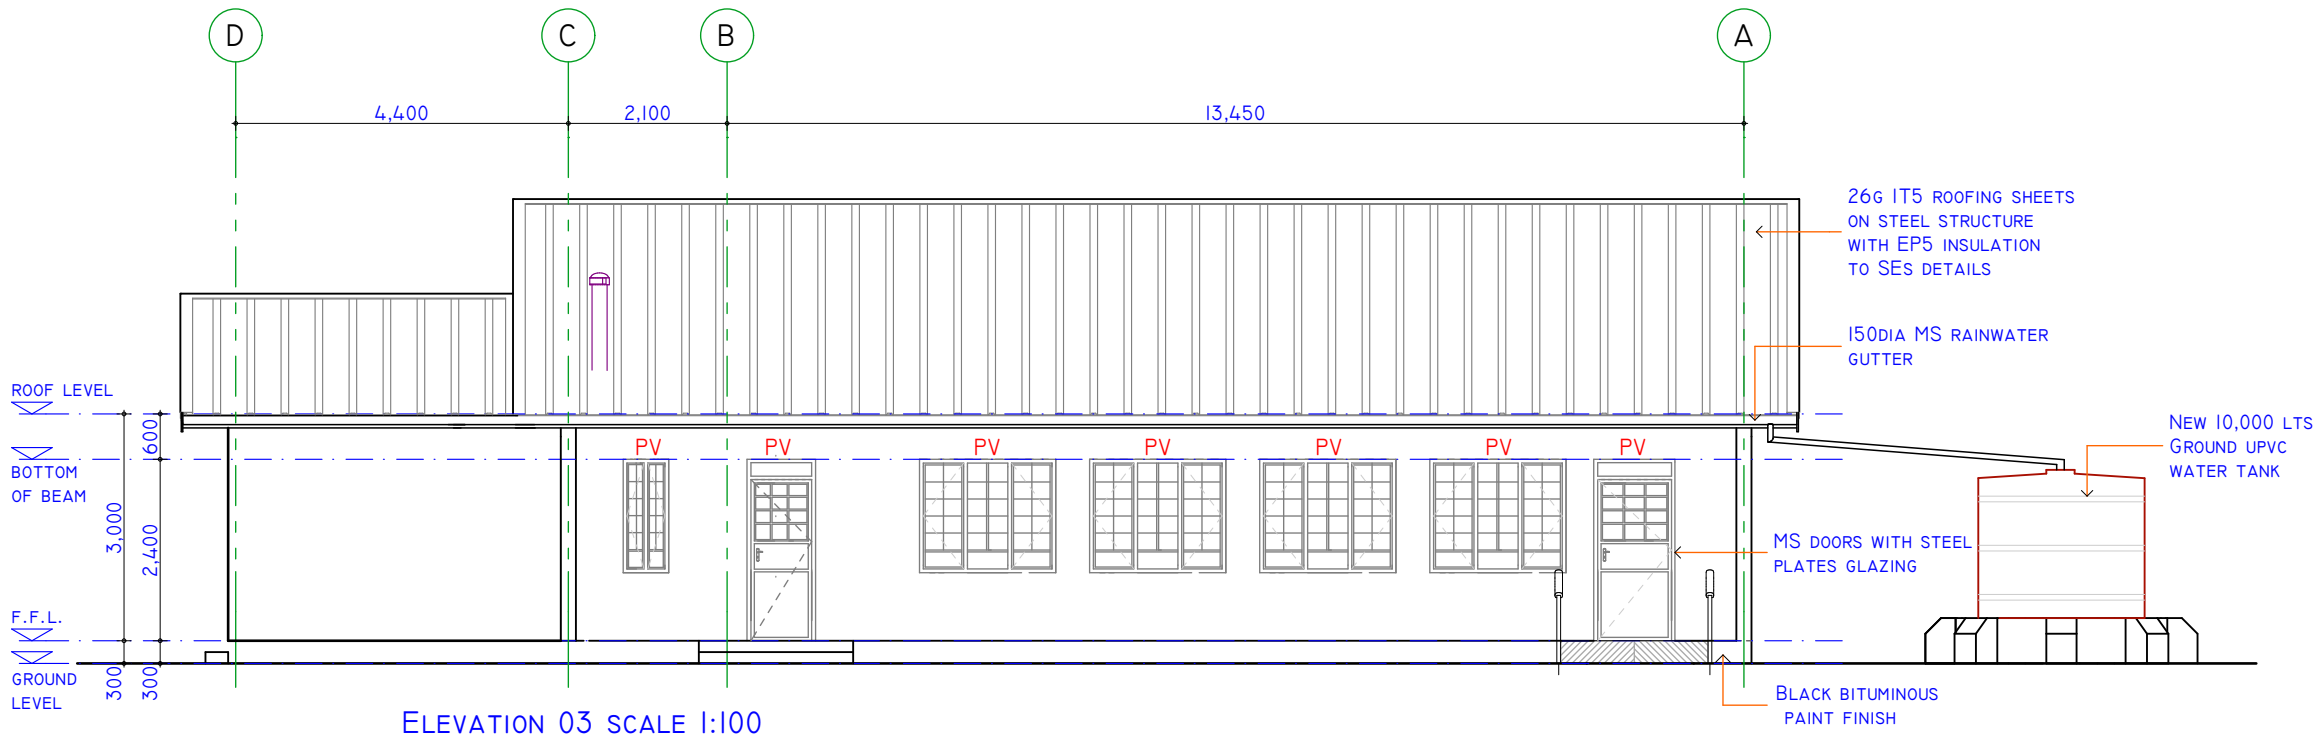 D
C
B
A
4,400
2,100
13,450
26G IT5 ROOFING SHEETS
ON STEEL STRUCTURE
WITH EP5 INSULATION
TO SES DETAILS
150DIA MS RAINWATER
GUTTER
ROOF LEVEL
BOTTOM
OF BEAM
F.F.L.
GROUND
LEVEL
3,000
600
2,400
300
300
PV
PV
PV
PV
PV
PV
PV
NEW 10,000 LTS
GROUND UPVC
WATER TANK
MS DOORS WITH STEEL
PLATES GLAZING
BLACK BITUMINOUS
PAINT FINISH
ELEVATION 03 SCALE 1:100